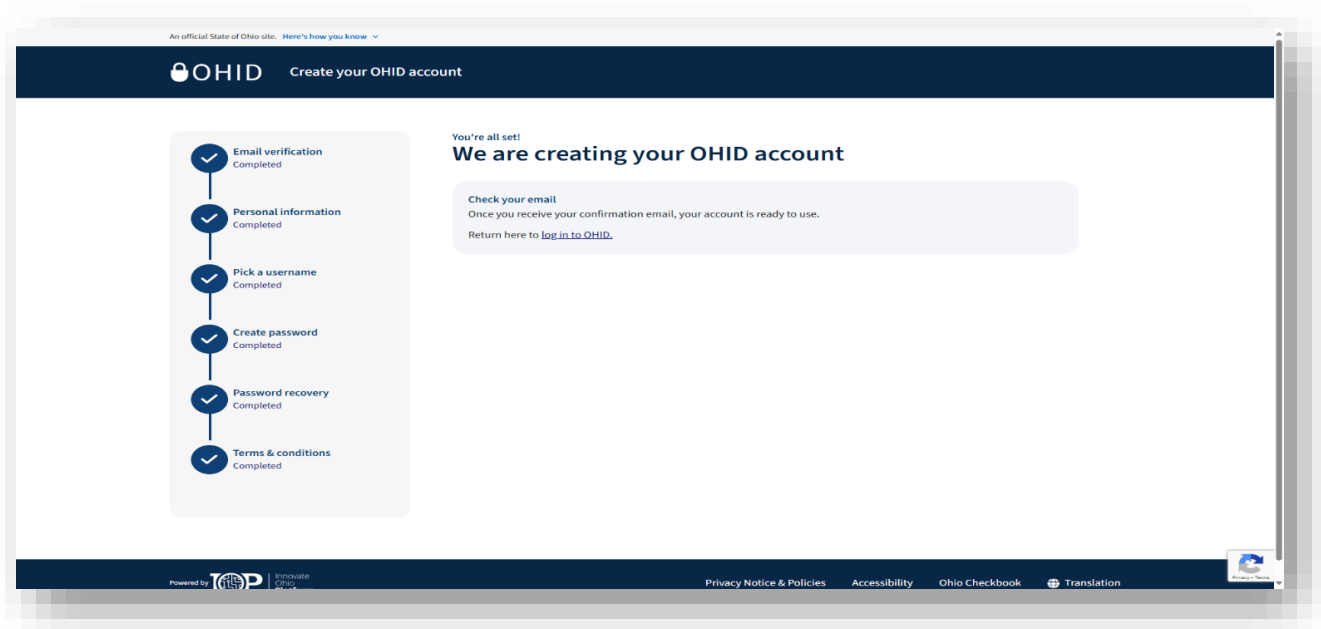 An official State of Ohio site. Here's how you know
OHID Create your OHID account
Email verification
Completed
Personal information
Completed
Pick a username
Completed
Create password
Completed
Password recovery
Completed
Terms & conditions
Completed
You're all set!
We are creating your OHID account
Check your email
Once you receive your confirmation email, your account is ready to use.
Return here to log in to OHID.
Powered by IOP Innovate
Ohio
Privacy Notice & Policies Accessibility Ohio Checkbook Translation
Privacy - Terms